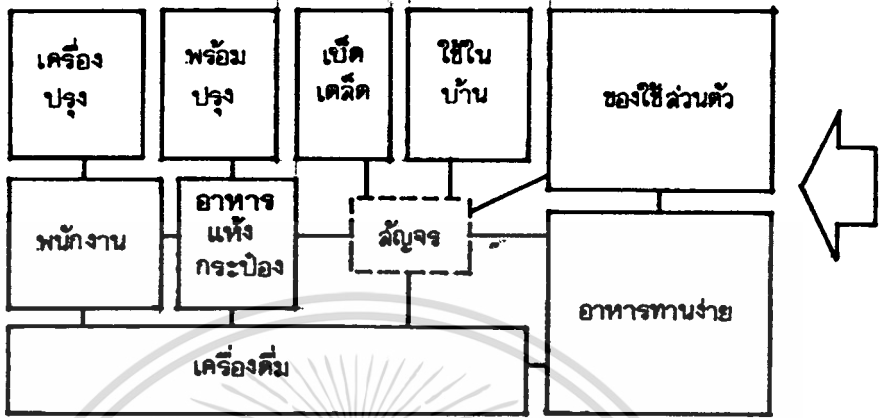 เครื่อง
ปรุง
พร้อม
ปรุง
เบ็ด
เตล็ด
ใช้ใน
บ้าน
ของใช้ส่วนตัว
พนักงาน
อาหาร
แห้ง
กระป๋อง
สัญจร
อาหารทานง่าย
เครื่องดื่ม